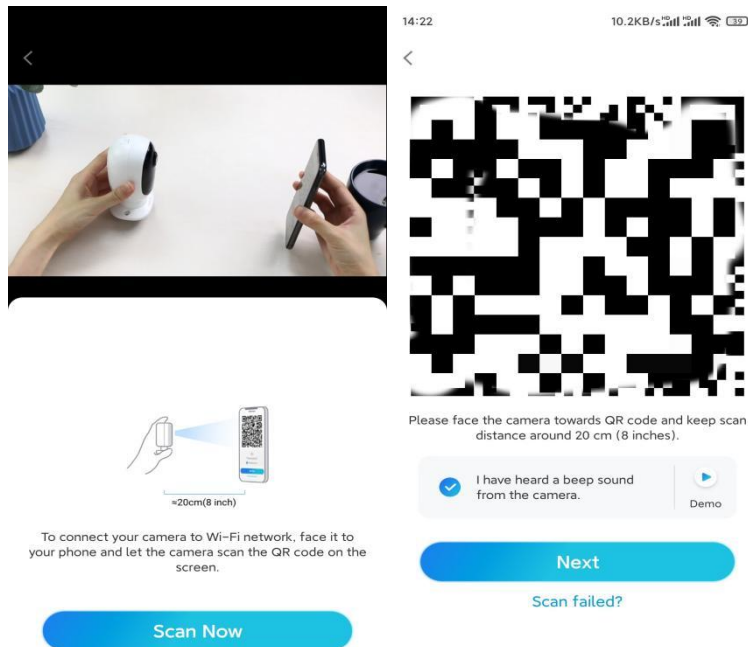 ≈20cm(8 inch)
To connect your camera to Wi-Fi network, face it to
your phone and let the camera scan the QR code on the
screen.
Scan Now
14:22
10.2KB/s HD HD 39
Please face the camera towards QR code and keep scan
distance around 20 cm (8 inches).
I have heard a beep sound
from the camera.
Demo
Next
Scan failed?